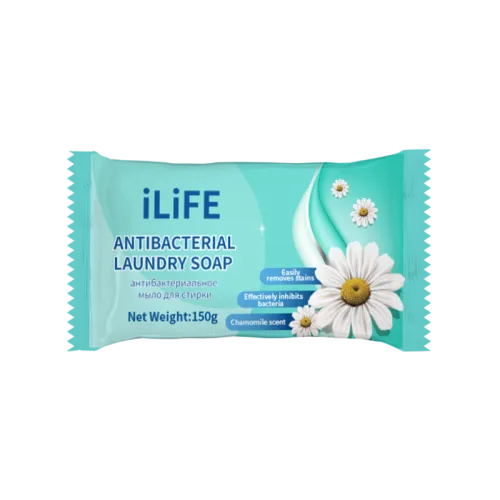 iLiFE
ANTIBACTERIAL
LAUNDRY SOAP
антибактериальное
мыло для стирки
Net Weight:150g
Easily
removes stains
Effectively inhibits
bacteria
Chamomile scent